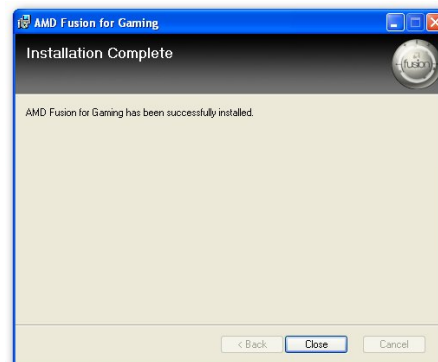 AMD Fusion for Gaming
Installation Complete
fusion
AMD Fusion for Gaming has been successfully installed.
< Back
Close
Cancel